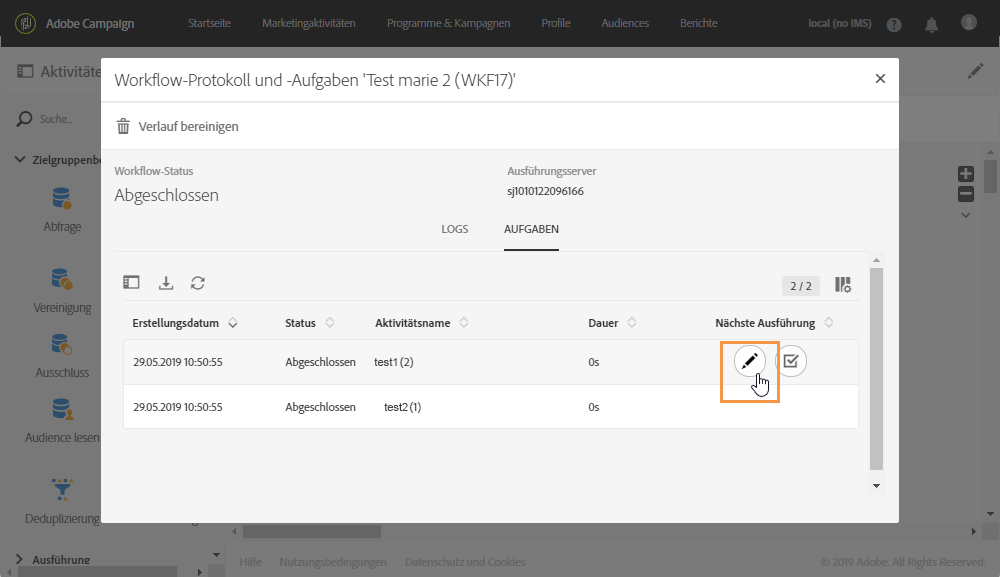 Adobe Campaign Startseite Marketingaktivitäten Programme & Kampagnen Profile Audiences Berichte local (no IMS) ?
Aktivitäte
Workflow-Protokoll und -Aufgaben 'Test marie 2 (WKF17)'
Suche...
Verlauf bereinigen
Zielgruppenbe
Workflow-Status Ausführungsserver
Abgeschlossen sj1010122096166
Abfrage
LOGS AUFGABEN
2 / 2
Vereinigung
Erstellungsdatum Status Aktivitätsname Dauer Nächste Ausführung
29.05.2019 10:50:55 Abgeschlossen test1 (2) 0s
Ausschluss
29.05.2019 10:50:55 Abgeschlossen test2 (1) 0s
Audience lesen
Deduplizierung
Ausführung
Hilfe Nutzungsbedingungen Datenschutz und Cookies © 2019 Adobe. All Rights Reserved.